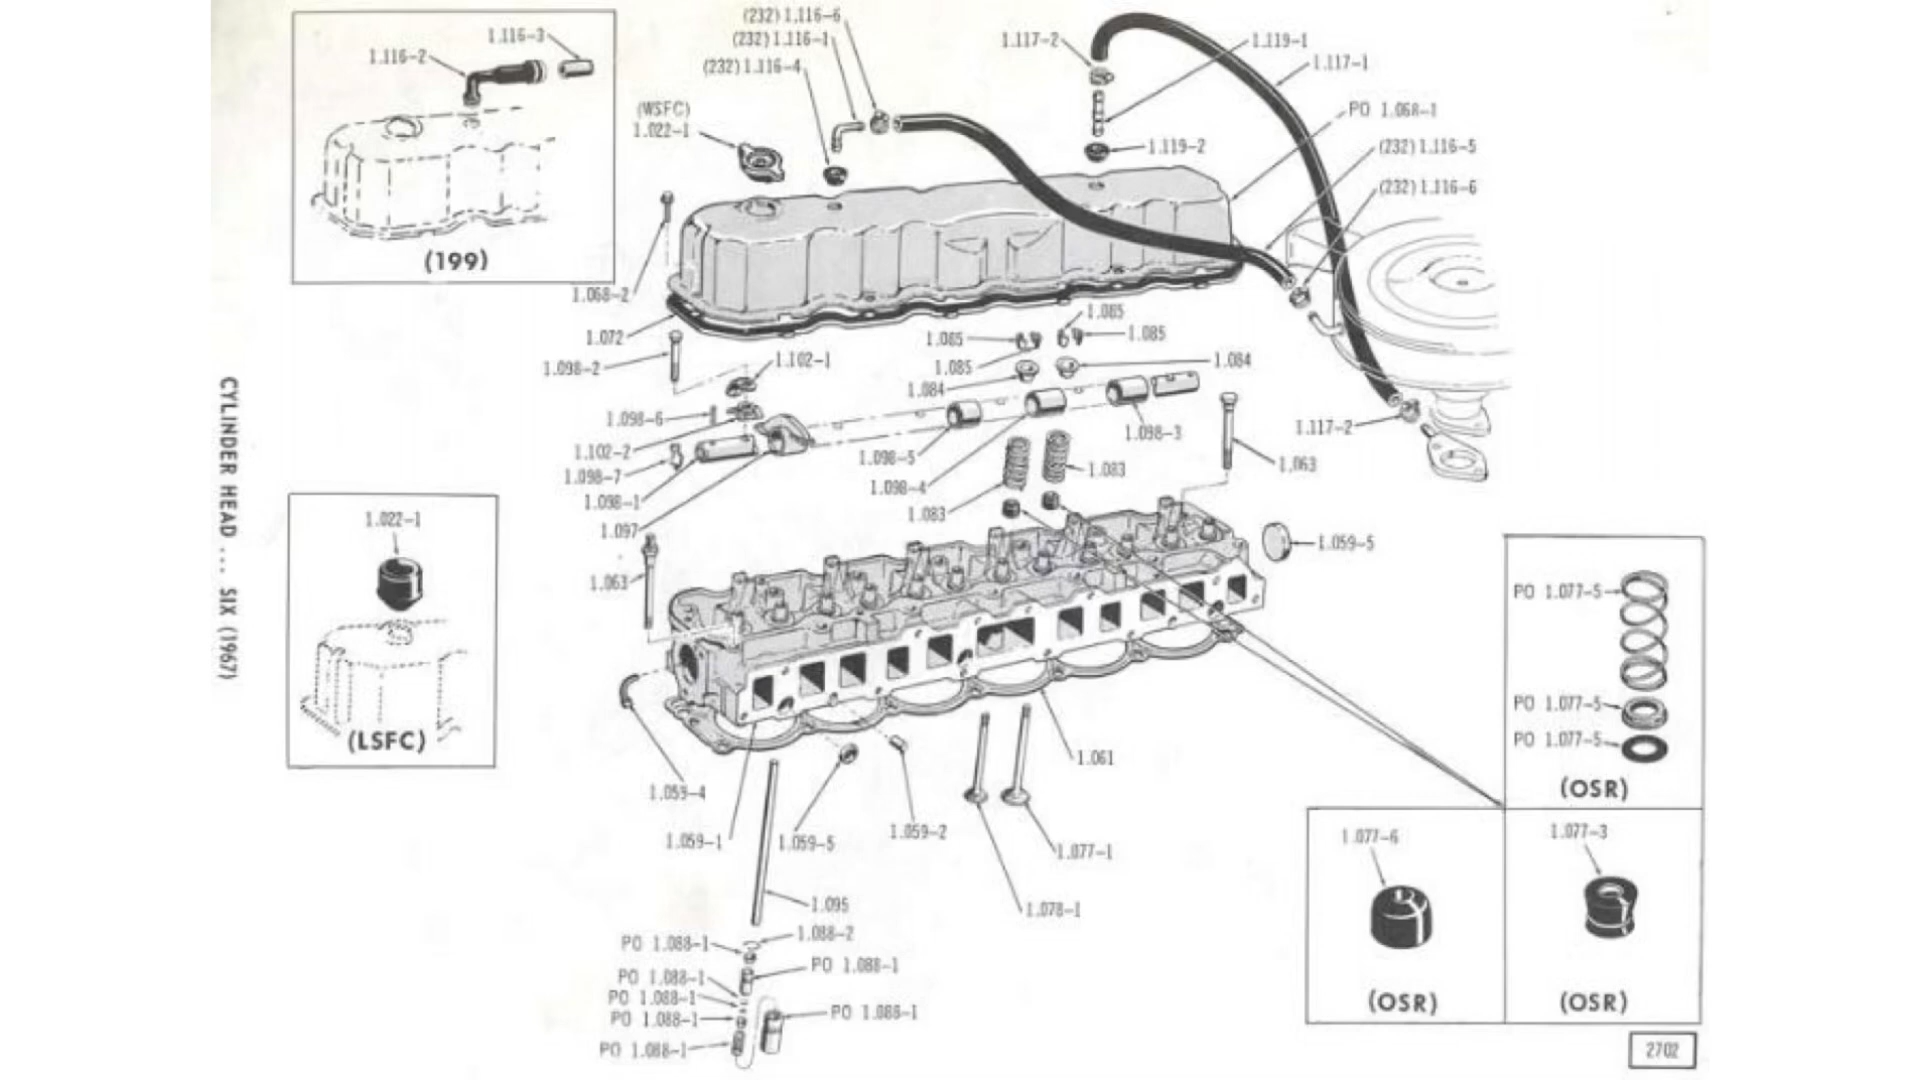 1.116-3
1.116-2
(199)
(232) 1.116-6
(232) 1.116-1
(232) 1.116-4
(WSFC)
1.022-1
1.117-2
1.119-1
1.117-1
PO 1.068-1
1.119-2
(232) 1.116-5
(232) 1.116-6
1.068-2
1.072
1.098-2
1.102-1
1.085
1.085
1.085
1.085
1.084
1.084
1.098-6
1.102-2
1.098-7
1.098-1
1.097
1.098-5
1.098-4
1.098-3
1.083
1.083
1.117-2
1.063
1.063
1.059-5
CYLINDER HEAD ... SIX (1967)
1.022-1
(LSFC)
1.059-4
1.059-1
1.059-5
1.059-2
1.061
1.077-1
1.078-1
1.095
1.088-2
PO 1.088-1
PO 1.088-1
PO 1.088-1
PO 1.088-1
PO 1.088-1
PO 1.088-1
PO 1.088-1
PO 1.077-5
PO 1.077-5
PO 1.077-5
(OSR)
1.077-6
(OSR)
1.077-3
(OSR)
2702